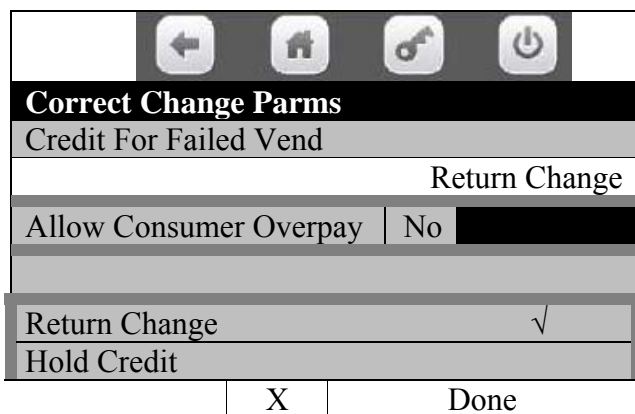 Correct Change Parms
Credit For Failed Vend
Return Change
Allow Consumer Overpay No
Return Change √
Hold Credit
X Done